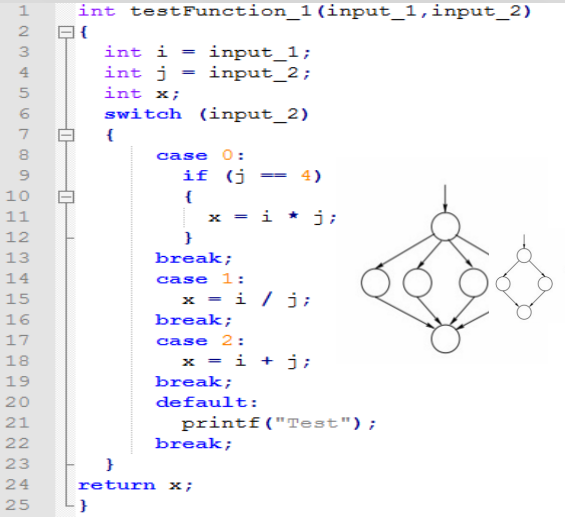 1 int testFunction_1(input_1,input_2)
2 {
3 int i = input_1;
4 int j = input_2;
5 int x;
6 switch (input_2)
7 {
8 case 0:
9 if (j == 4)
10 {
11 x = i * j;
12 }
13 break;
14 case 1:
15 x = i / j;
16 break;
17 case 2:
18 x = i + j;
19 break;
20 default:
21 printf("Test");
22 break;
23 }
24 return x;
25 }